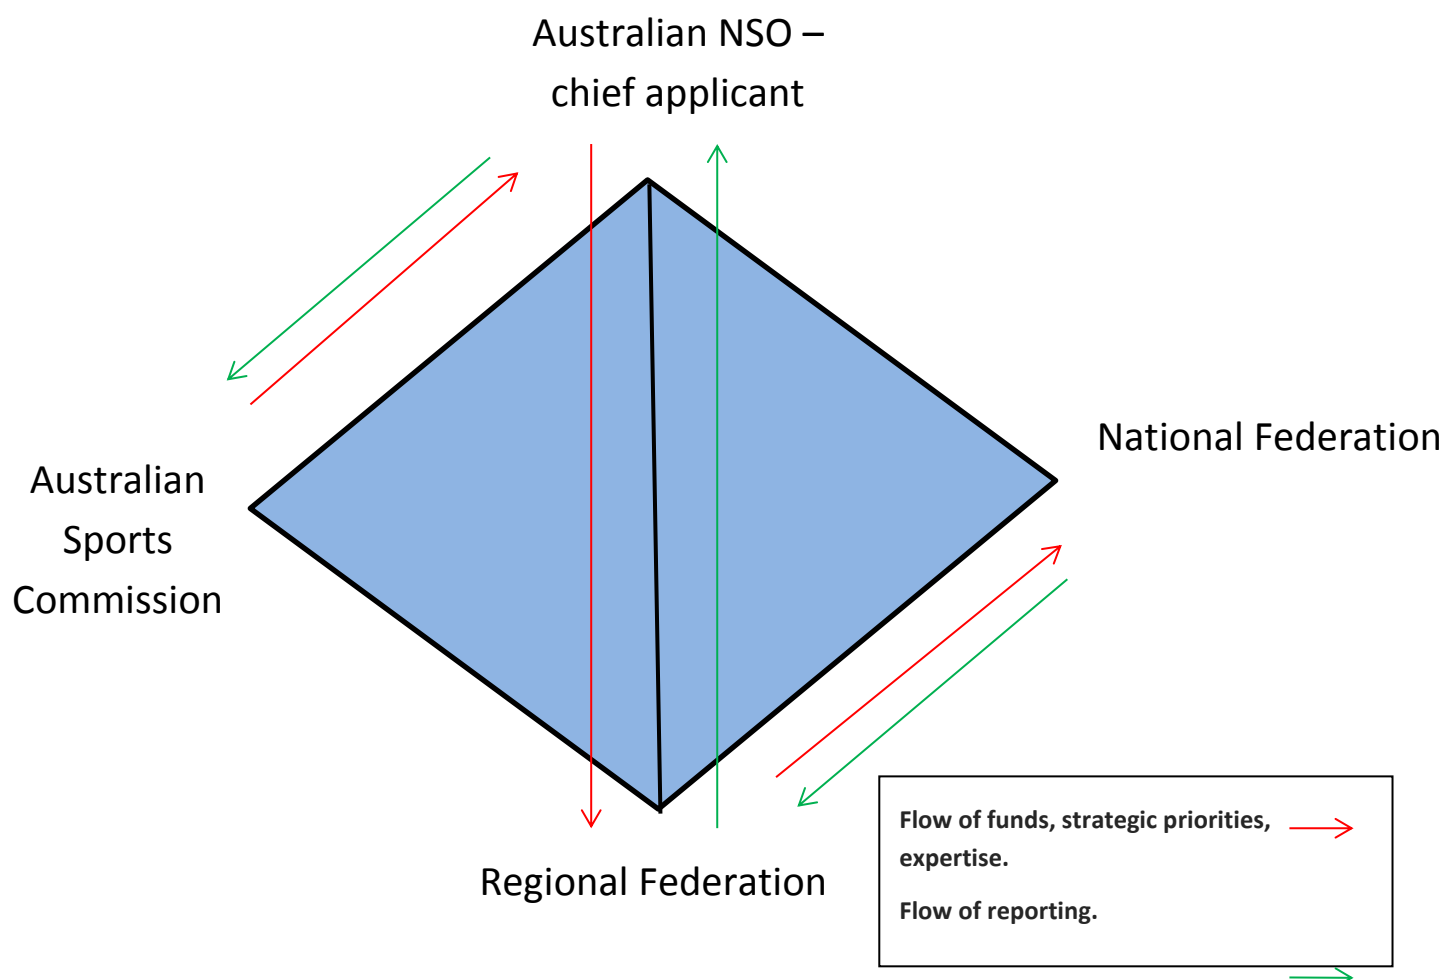 Australian NSO –
chief applicant
National Federation
Australian
Sports
Commission
Regional Federation
Flow of funds, strategic priorities,
expertise.
Flow of reporting.